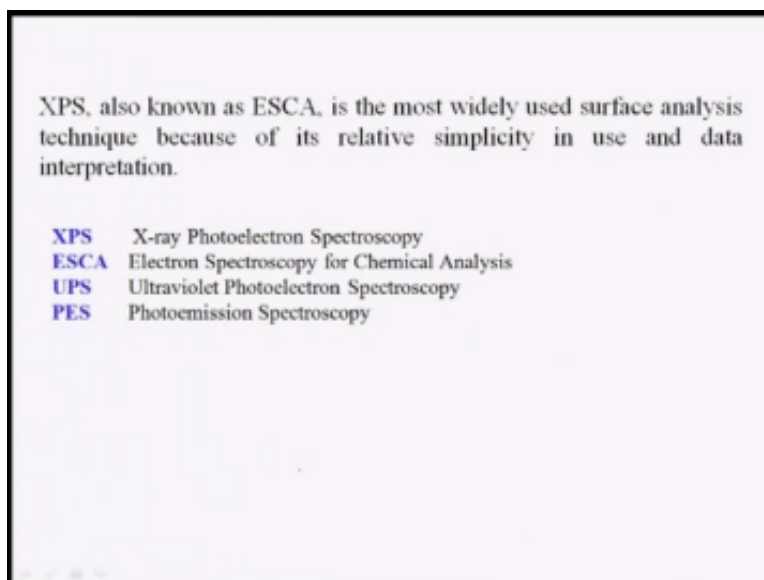 XPS, also known as ESCA, is the most widely used surface analysis
technique because of its relative simplicity in use and data
interpretation.
XPS X-ray Photoelectron Spectroscopy
ESCA Electron Spectroscopy for Chemical Analysis
UPS Ultraviolet Photoelectron Spectroscopy
PES Photoemission Spectroscopy